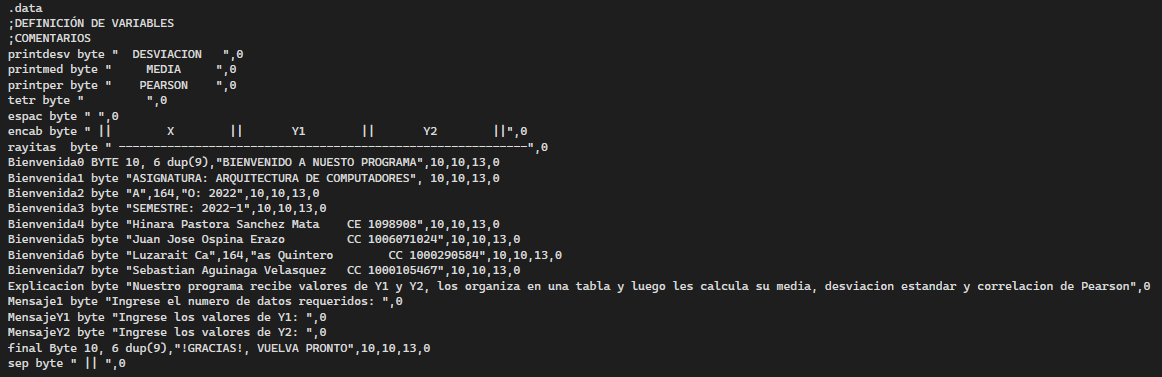 .data
;DEFINICIÓN DE VARIABLES
;COMENTARIOS
printdesv byte "  DESVIACION   ",0
printmed byte "     MEDIA     ",0
printper byte "    PEARSON    ",0
tetr byte "         ",0
espac byte " ",0
encab byte " ||        X        ||       Y1        ||       Y2        ||",0
rayitas  byte " -----------------------------------------------------------",0
Bienvenida0 BYTE 10, 6 dup(9),"BIENVENIDO A NUESTO PROGRAMA",10,10,13,0
Bienvenida1 byte "ASIGNATURA: ARQUITECTURA DE COMPUTADORES", 10,10,13,0
Bienvenida2 byte "A",164,"O: 2022",10,10,13,0
Bienvenida3 byte "SEMESTRE: 2022-1",10,10,13,0
Bienvenida4 byte "Hinara Pastora Sanchez Mata    CE 1098908",10,10,13,0
Bienvenida5 byte "Juan Jose Ospina Erazo         CC 1006071024",10,10,13,0
Bienvenida6 byte "Luzarait Ca",164,"as Quintero        CC 1000290584",10,10,13,0
Bienvenida7 byte "Sebastian Aguinaga Velasquez   CC 1000105467",10,10,13,0
Explicacion byte "Nuestro programa recibe valores de Y1 y Y2, los organiza en una tabla y luego les calcula su media, desviacion estandar y correlacion de Pearson",0
Mensaje1 byte "Ingrese el numero de datos requeridos: ",0
MensajeY1 byte "Ingrese los valores de Y1: ",0
MensajeY2 byte "Ingrese los valores de Y2: ",0
final Byte 10, 6 dup(9),"!GRACIAS!, VUELVA PRONTO",10,10,13,0
sep byte " || ",0